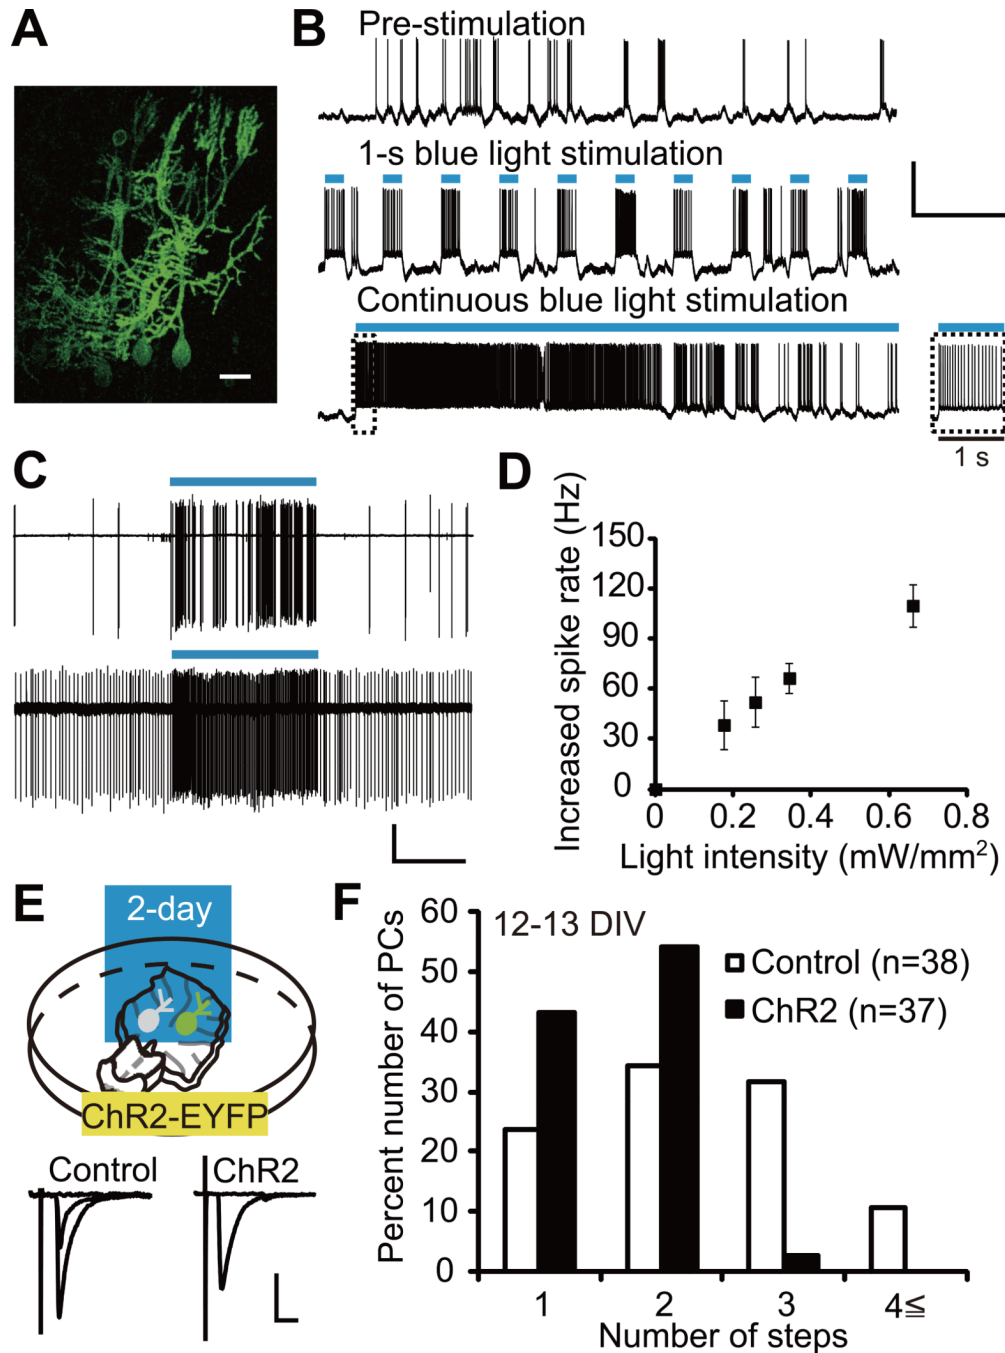 A
B
Pre-stimulation
1-s blue light stimulation
Continuous blue light stimulation
1 s
C
D
Increased spike rate (Hz)
150
120
90
60
30
0
0 0.2 0.4 0.6 0.8
Light intensity (mW/mm²)
E
2-day
ChR2-EYFP
Control ChR2
F
12-13 DIV
Control (n=38)
ChR2 (n=37)
Percent number of PCs
60
50
40
30
20
10
0
1 2 3 4≦
Number of steps